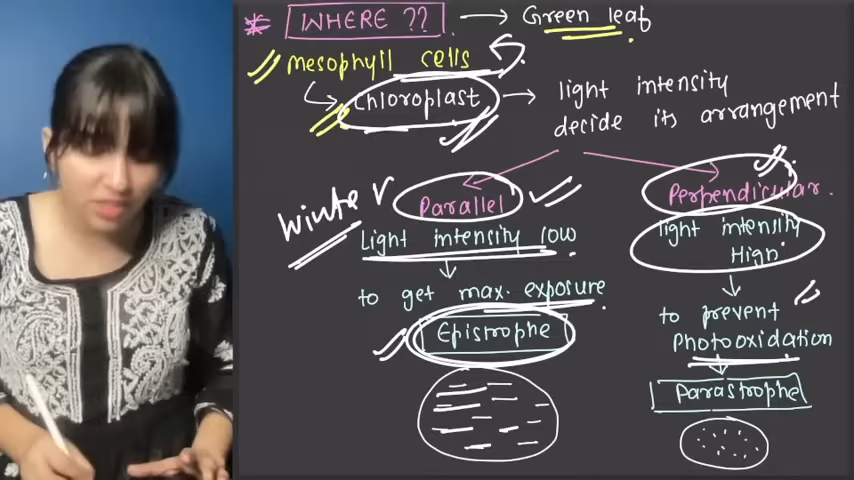 * WHERE ?? → Green leaf
mesophyll cells
chloroplast → light intensity
decide its arrangement
Winter
Parallel
Light intensity low
to get max. exposure
Epistrophe
Perpendicular
light intensity
High
to prevent
Photooxidation
Parastrophe